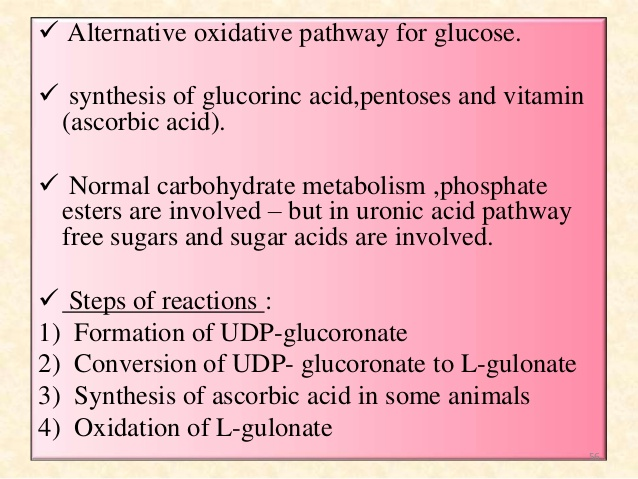 ✓ Alternative oxidative pathway for glucose.
✓ synthesis of glucorinc acid,pentoses and vitamin
(ascorbic acid).
✓ Normal carbohydrate metabolism ,phosphate
esters are involved – but in uronic acid pathway
free sugars and sugar acids are involved.
✓ Steps of reactions :
1) Formation of UDP-glucoronate
2) Conversion of UDP- glucoronate to L-gulonate
3) Synthesis of ascorbic acid in some animals
4) Oxidation of L-gulonate